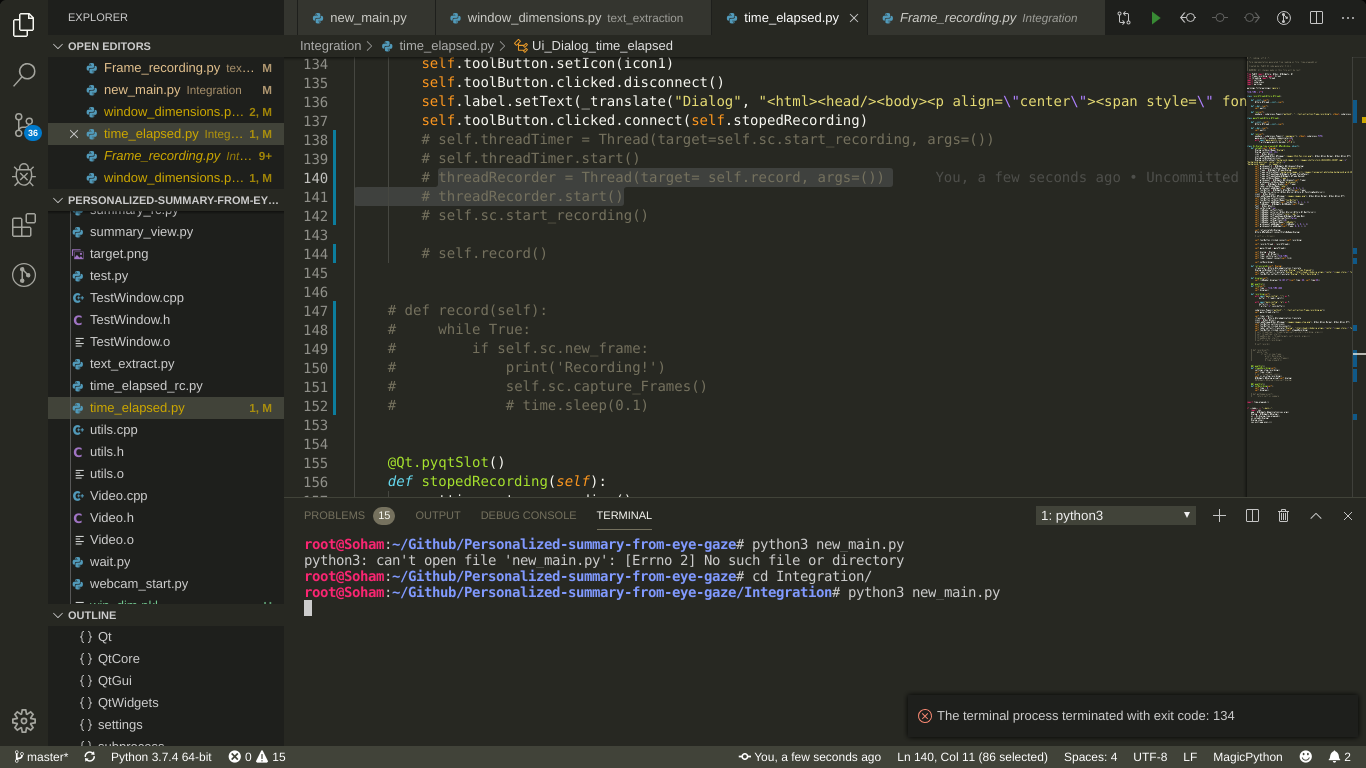 EXPLORER
OPEN EDITORS
Frame_recording.py tex... M
new_main.py Integration M
window_dimensions.p... 2, M
time_elapsed.py Integ... 1, M
Frame_recording.py Int... 9+
window_dimensions.p... 1, M
PERSONALIZED-SUMMARY-FROM-EY...
summary_rc.py
summary_view.py
target.png
test.py
TestWindow.cpp
TestWindow.h
TestWindow.o
text_extract.py
time_elapsed_rc.py
time_elapsed.py 1, M
utils.cpp
utils.h
utils.o
Video.cpp
Video.h
Video.o
wait.py
webcam_start.py
OUTLINE
{} Qt
{} QtCore
{} QtGui
{} QtWidgets
{} settings
{} subprocess
36
new_main.py
window_dimensions.py text_extraction
time_elapsed.py
Frame_recording.py Integration
Integration > time_elapsed.py > Ui_Dialog_time_elapsed
134 self.toolButton.setIcon(icon1)
135 self.toolButton.clicked.disconnect()
136 self.label.setText(_translate("Dialog", "<html><head/><body><p align=\"center\"><span style=\" fon
137 self.toolButton.clicked.connect(self.stopedRecording)
138 # self.threadTimer = Thread(target=self.sc.start_recording, args=())
139 # self.threadTimer.start()
140 # threadRecorder = Thread(target= self.record, args=()) You, a few seconds ago • Uncommitted
141 # threadRecorder.start()
142 # self.sc.start_recording()
143
144 # self.record()
145
146
147 # def record(self):
148 #     while True:
149 #         if self.sc.new_frame:
150 #             print('Recording!')
151 #             self.sc.capture_Frames()
152 #             # time.sleep(0.1)
153
154
155 @Qt.pyqtSlot()
156 def stopedRecording(self):
PROBLEMS 15 OUTPUT DEBUG CONSOLE TERMINAL 1: python3
root@Soham:~/Github/Personalized-summary-from-eye-gaze# python3 new_main.py
python3: can't open file 'new_main.py': [Errno 2] No such file or directory
root@Soham:~/Github/Personalized-summary-from-eye-gaze# cd Integration/
root@Soham:~/Github/Personalized-summary-from-eye-gaze/Integration# python3 new_main.py
The terminal process terminated with exit code: 134
master* Python 3.7.4 64-bit 0 15 You, a few seconds ago Ln 140, Col 11 (86 selected) Spaces: 4 UTF-8 LF MagicPython 2